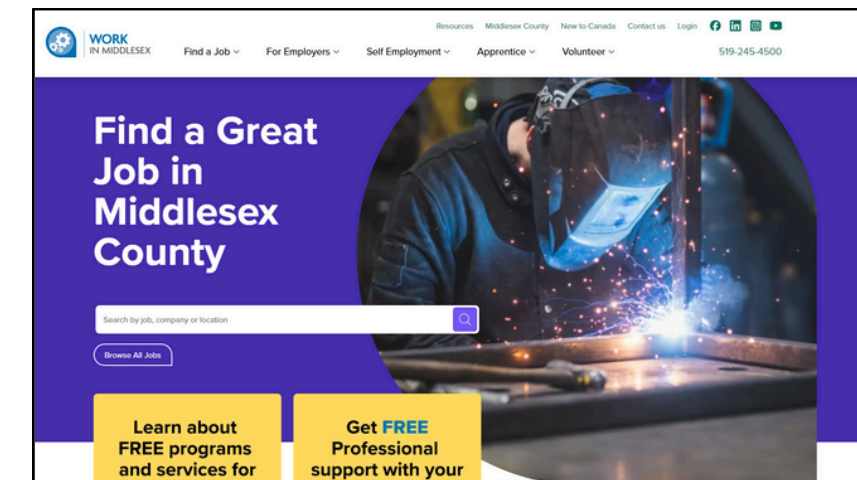 Resources Middlesex County New to Canada Contact us Login
WORK
IN MIDDLESEX
Find a Job For Employers Self Employment Apprentice Volunteer 519-245-4500
Find a Great
Job in
Middlesex
County
Search by job, company or location
Browse All Jobs
Learn about
FREE programs
and services for
Get FREE
Professional
support with your